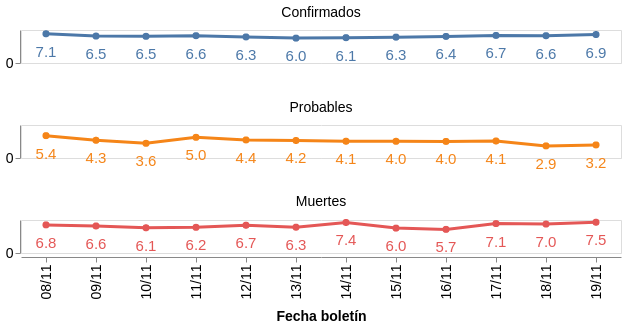 Confirmados
0
7.1 6.5 6.5 6.6 6.3 6.0 6.1 6.3 6.4 6.7 6.6 6.9
Probables
0
5.4 4.3 3.6 5.0 4.4 4.2 4.1 4.0 4.0 4.1 2.9 3.2
Muertes
0
6.8 6.6 6.1 6.2 6.7 6.3 7.4 6.0 5.7 7.1 7.0 7.5
08/11 09/11 10/11 11/11 12/11 13/11 14/11 15/11 16/11 17/11 18/11 19/11
Fecha boletín